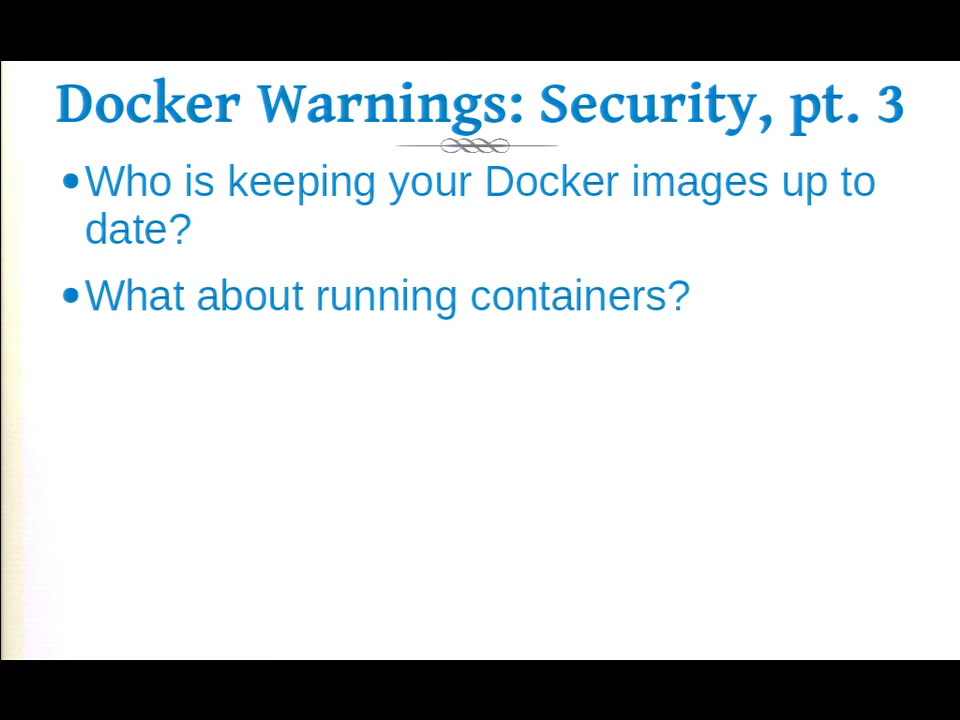 Docker Warnings: Security, pt. 3
•Who is keeping your Docker images up to
date?
•What about running containers?